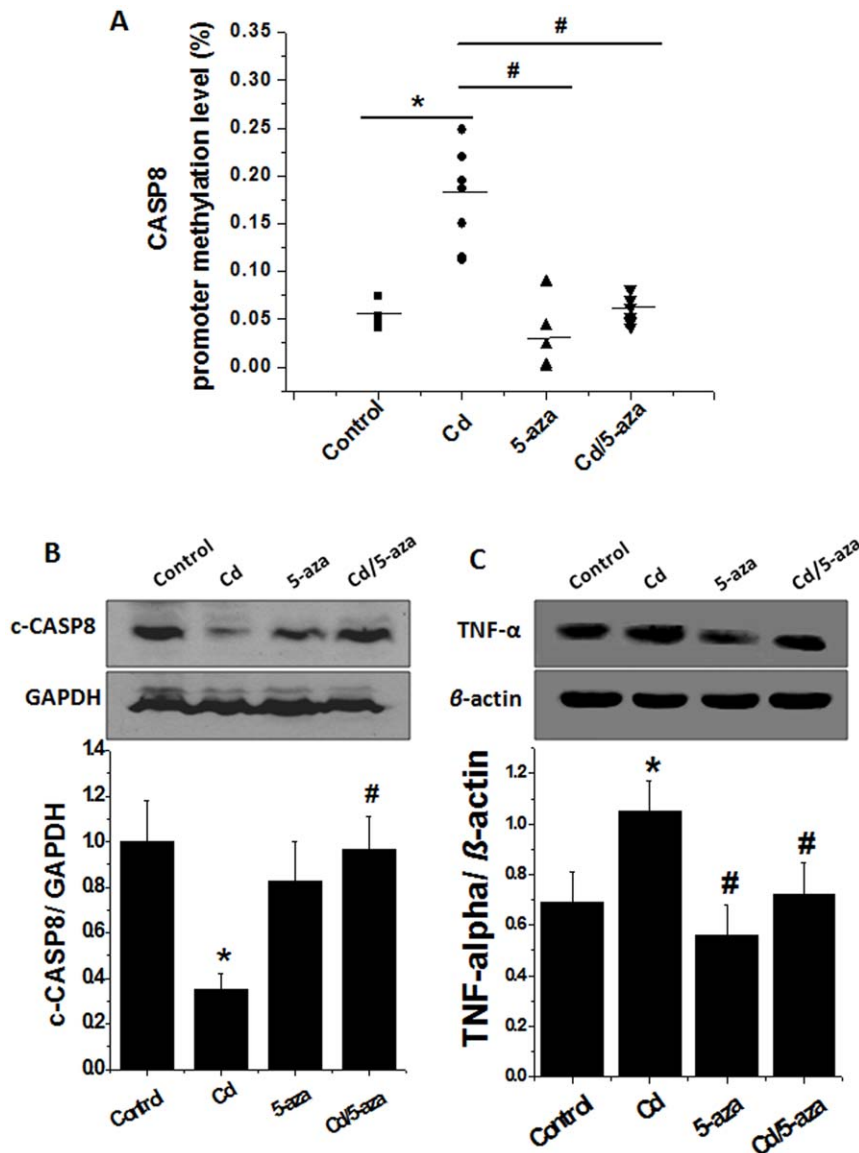 A
CASP8
promoter methylation level (%)
0.35
0.30
0.25
0.20
0.15
0.10
0.05
0.00
*
#
#
Control
Cd
5-aza
Cd/5-aza
B
Control
Cd
5-aza
Cd/5-aza
c-CASP8
GAPDH
c-CASP8/ GAPDH
1.4
1.2
1.0
0.8
0.6
0.4
0.2
0.0
*
#
Control
Cd
5-aza
Cd/5-aza
C
Control
Cd
5-aza
Cd/5-aza
TNF-α
β-actin
TNF-alpha/ ß-actin
1.2
1.0
0.8
0.6
0.4
0.2
0.0
*
#
#
Control
Cd
5-aza
Cd/5-aza